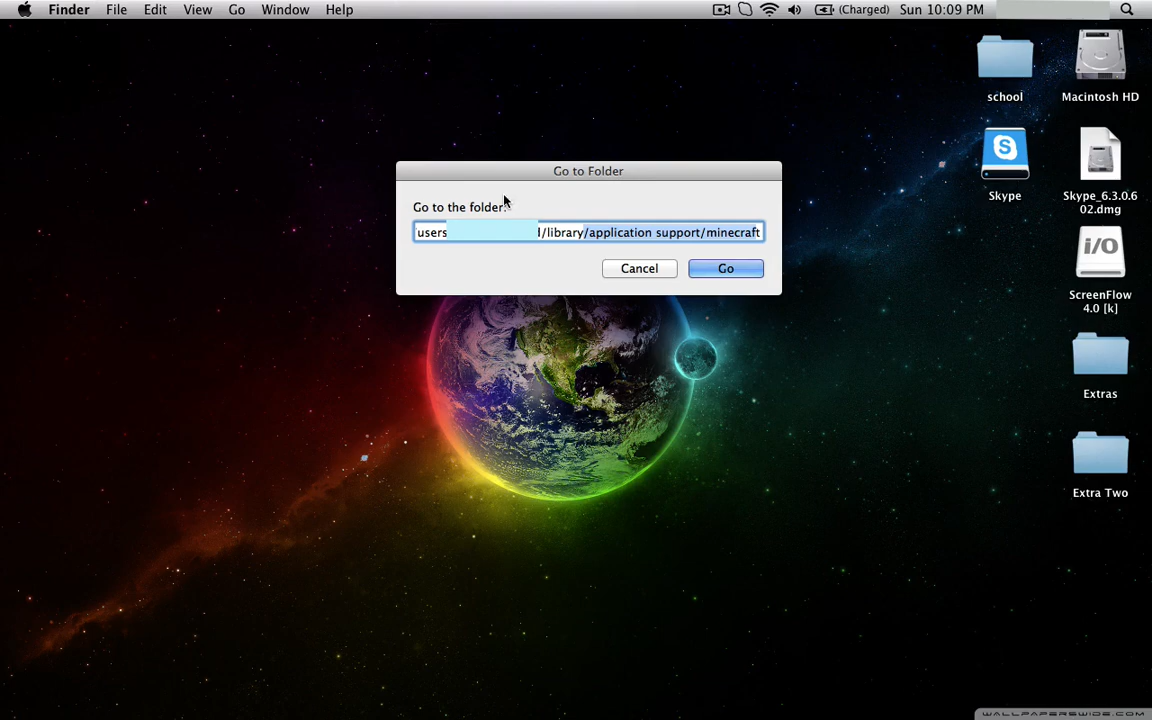 Finder File Edit View Go Window Help (Charged) Sun 10:09 PM
Go to Folder
Go to the folder:
users /library/application support/minecraft
Cancel Go
school
Macintosh HD
Skype
Skype_6.3.0.6
02.dmg
I/O
ScreenFlow
4.0 [k]
Extras
Extra Two
WALLPAPERSWIDE.COM